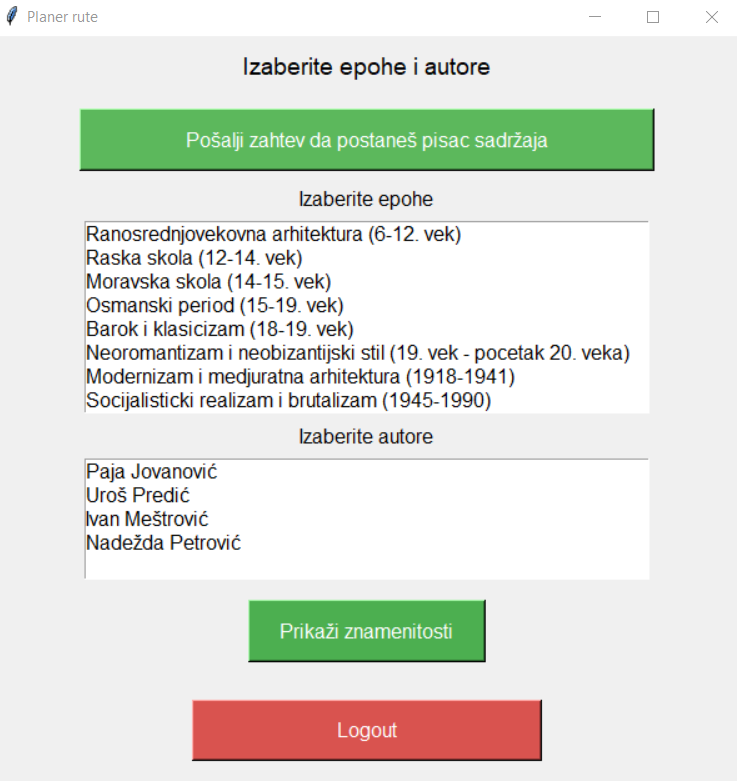 Planer rute
Izaberite epohe i autore
Pošalji zahtev da postaneš pisac sadržaja
Izaberite epohe
Ranosrednjovekovna arhitektura (6-12. vek)
Raska skola (12-14. vek)
Moravska skola (14-15. vek)
Osmanski period (15-19. vek)
Barok i klasicizam (18-19. vek)
Neoromantizam i neobizantijski stil (19. vek - pocetak 20. veka)
Modernizam i medjuratna arhitektura (1918-1941)
Socijalisticki realizam i brutalizam (1945-1990)
Izaberite autore
Paja Jovanović
Uroš Predić
Ivan Meštrović
Nadežda Petrović
Prikaži znamenitosti
Logout